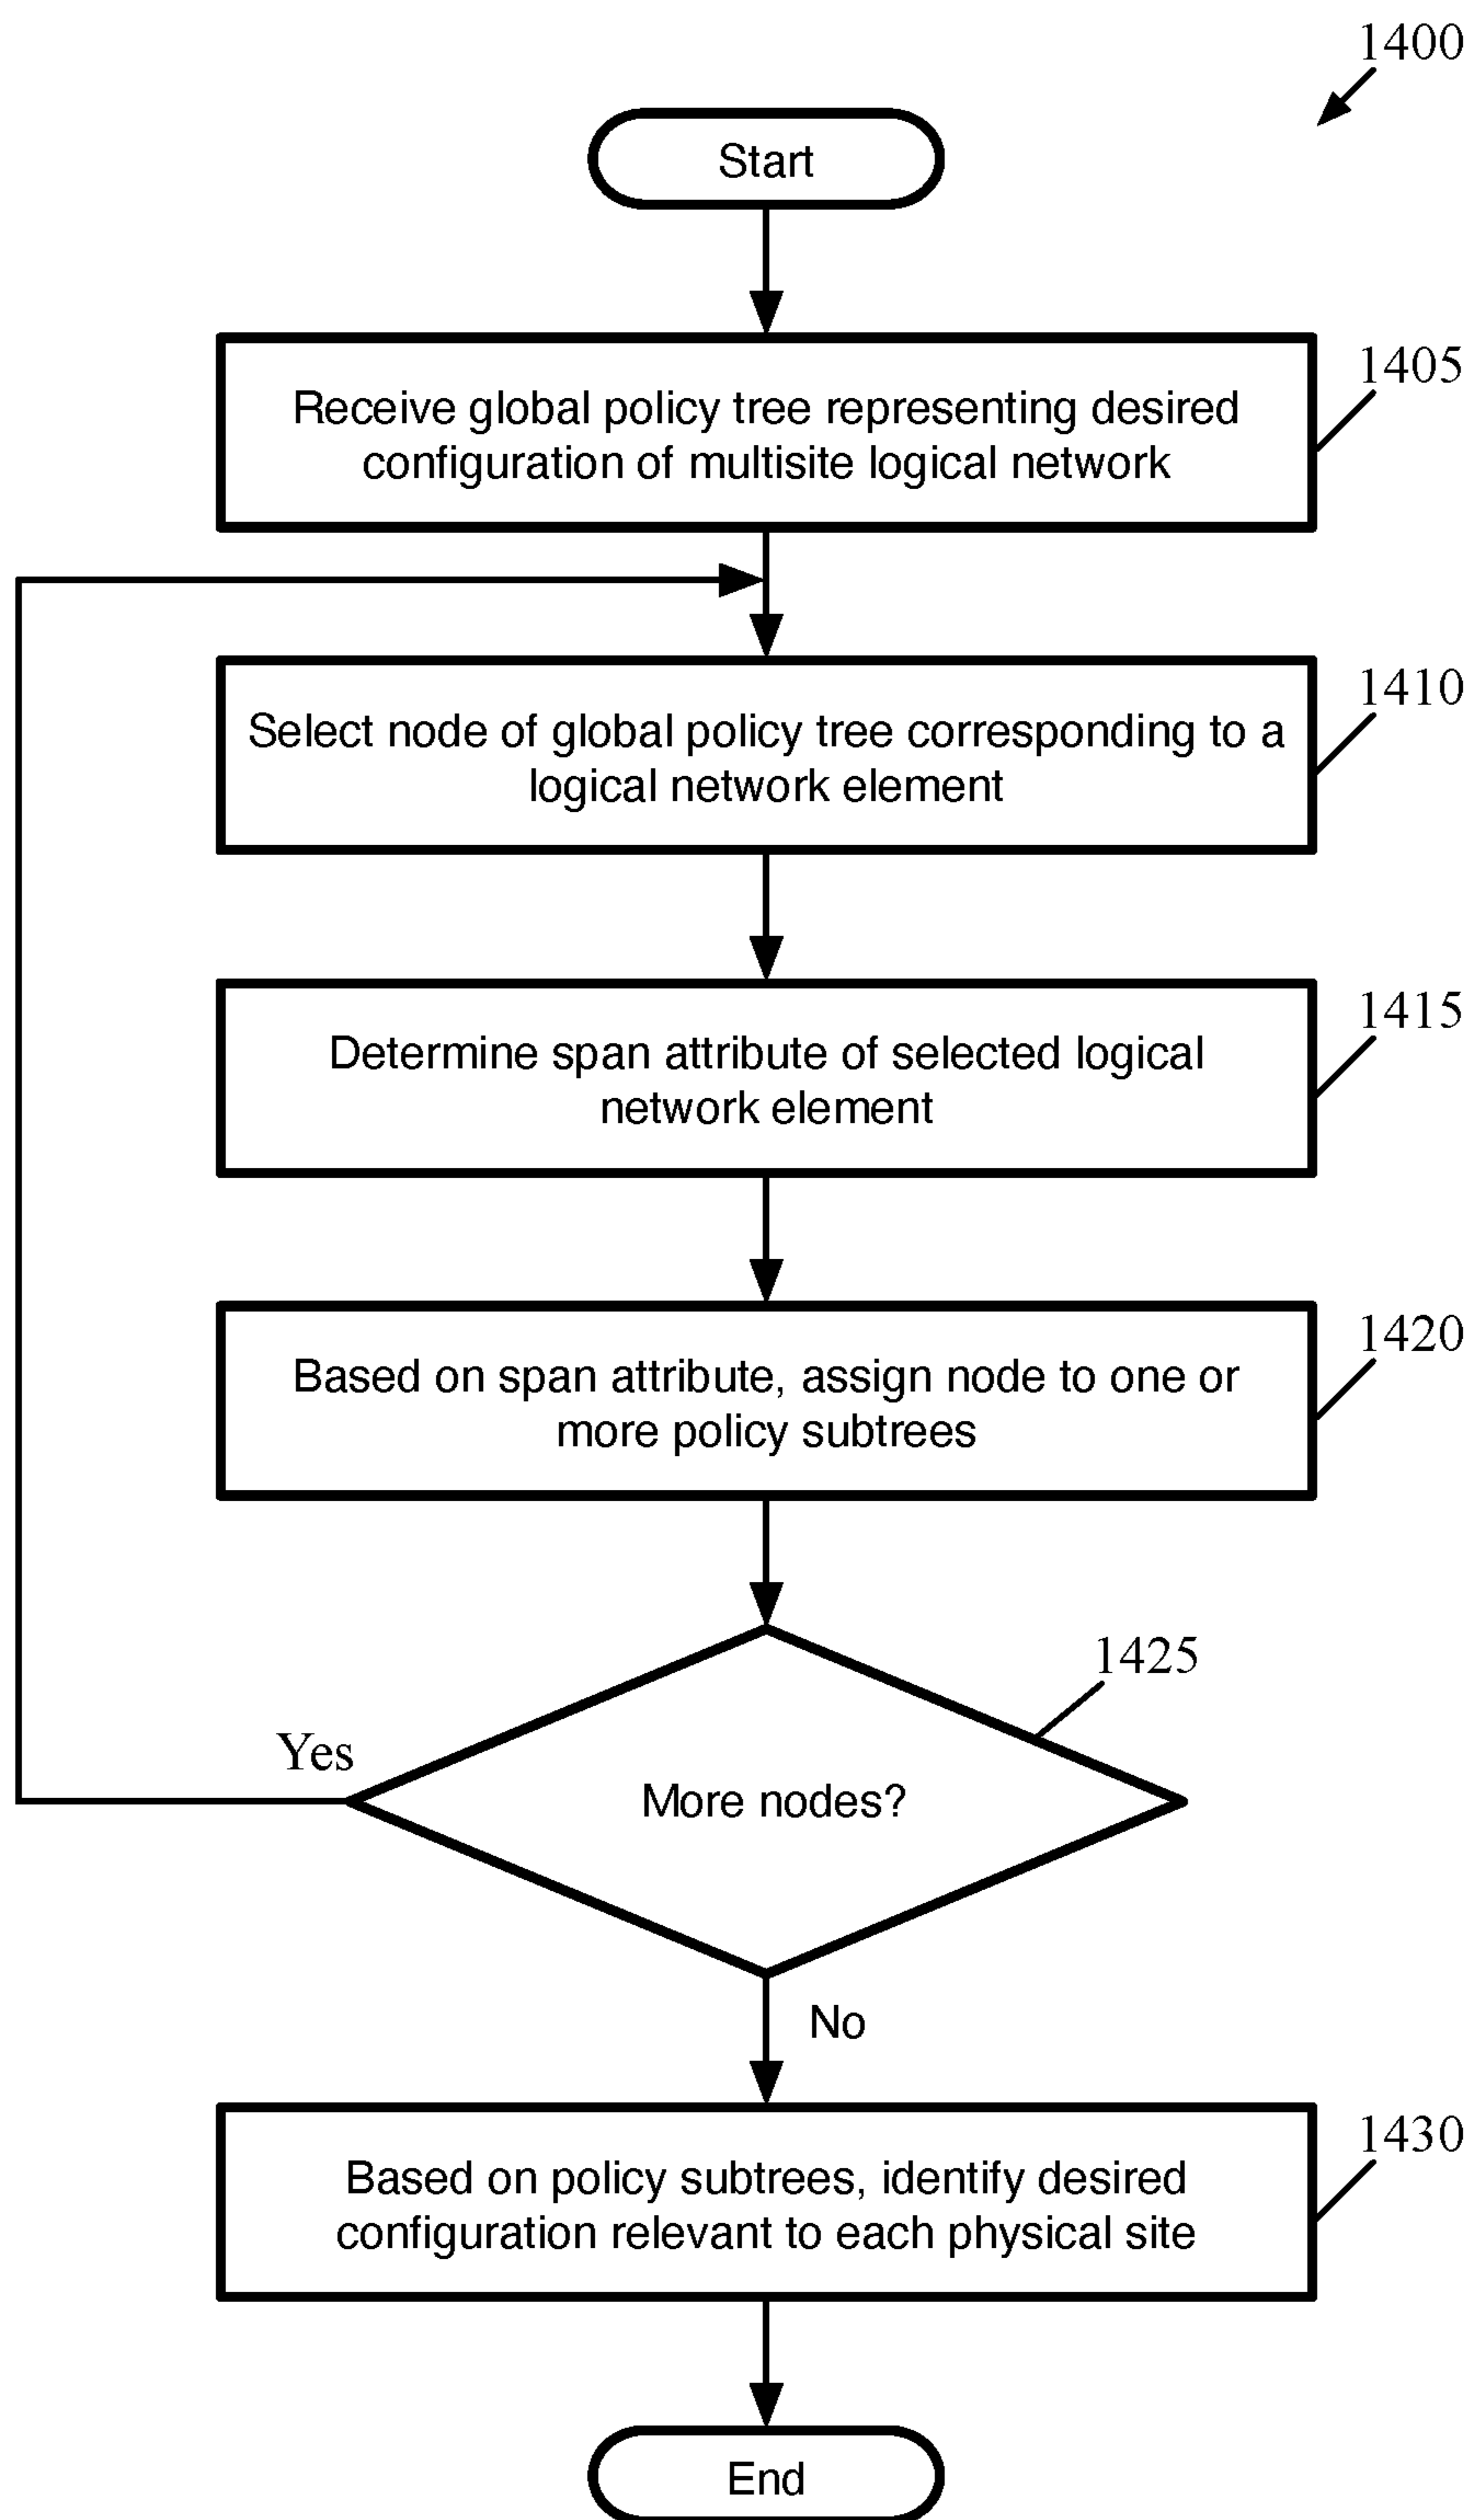 1400
Start
Receive global policy tree representing desired
configuration of multisite logical network
1405
Select node of global policy tree corresponding to a
logical network element
1410
Determine span attribute of selected logical
network element
1415
Based on span attribute, assign node to one or
more policy subtrees
1420
1425
Yes
More nodes?
No
Based on policy subtrees, identify desired
configuration relevant to each physical site
1430
End